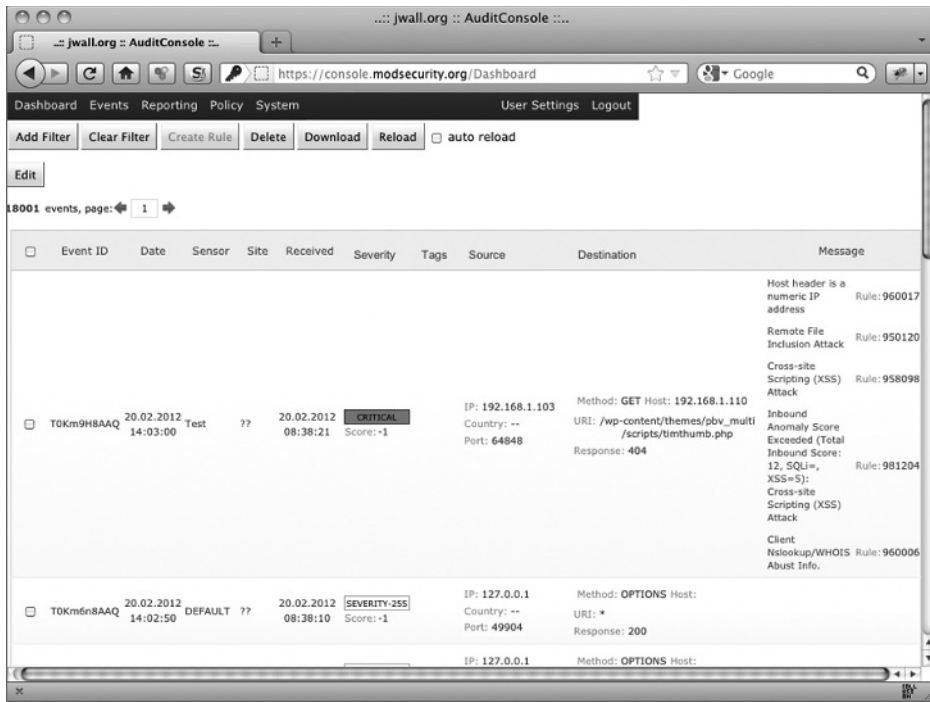 ..:: jwall.org :: AuditConsole ::..
..:: jwall.org :: AuditConsole ::..
https://console.modsecurity.org/Dashboard
Google
Dashboard Events Reporting Policy System User Settings Logout
Add Filter Clear Filter Create Rule Delete Download Reload auto reload
Edit
18001 events, page: 1
Event ID Date Sensor Site Received Severity Tags Source Destination Message
T0Km9H8AAQ
20.02.2012
14:03:00
Test
??
20.02.2012
08:38:21
CRITICAL
Score: -1
IP: 192.168.1.103
Country: --
Port: 64848
Method: GET Host: 192.168.1.110
URI: /wp-content/themes/pbv_multi
/scripts/timthumb.php
Response: 404
Host header is a
numeric IP
address
Rule: 960017
Remote File
Inclusion Attack
Rule: 950120
Cross-site
Scripting (XSS)
Attack
Rule: 958098
Inbound
Anomaly Score
Exceeded (Total
Inbound Score:
12, SQLi=,
XSS=5):
Cross-site
Scripting (XSS)
Attack
Rule: 981204
Client
Nslookup/WHOIS
Abust Info.
Rule: 960006
T0Km6n8AAQ
20.02.2012
14:02:50
DEFAULT
??
20.02.2012
08:38:10
SEVERITY-255
Score: -1
IP: 127.0.0.1
Country: --
Port: 49904
Method: OPTIONS Host:
URI: *
Response: 200
IP: 127.0.0.1
Method: OPTIONS Host: